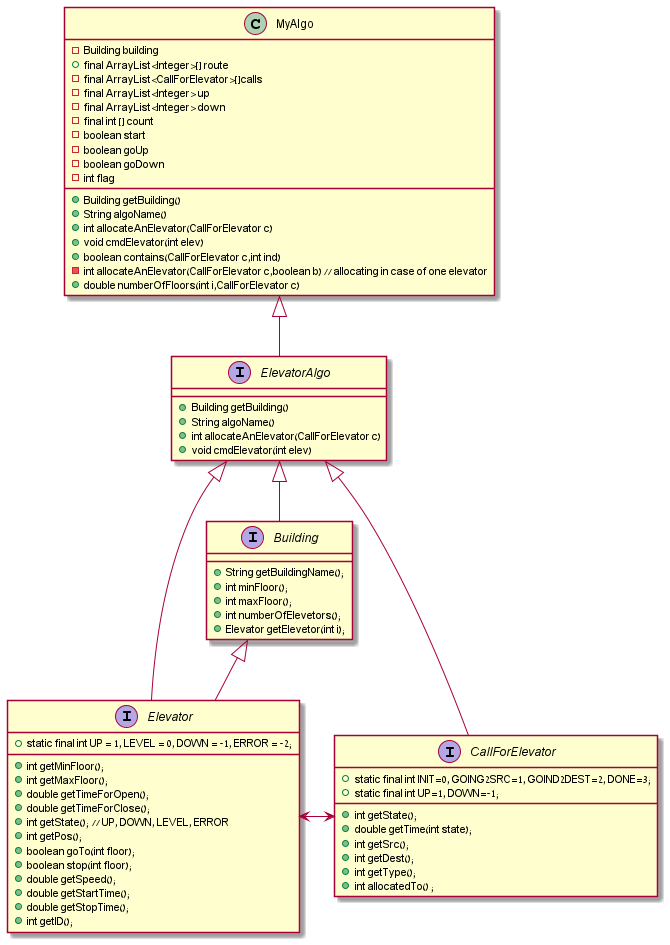 C MyAlgo
Building building
final ArrayList<Integer>[] route
final ArrayList<CallForElevator>[]calls
final ArrayList<Integer> up
final ArrayList<Integer> down
final int [] count
boolean start
boolean goUp
boolean goDown
int flag
Building getBuilding()
String algoName()
int allocateAnElevator(CallForElevator c)
void cmdElevator(int elev)
boolean contains(CallForElevator c,int ind)
int allocateAnElevator(CallForElevator c,boolean b) // allocating in case of one elevator
double numberOfFloors(int i,CallForElevator c)
I ElevatorAlgo
Building getBuilding()
String algoName()
int allocateAnElevator(CallForElevator c)
void cmdElevator(int elev)
I Building
String getBuildingName();
int minFloor();
int maxFloor();
int numberOfElevetors();
Elevator getElevetor(int i);
I Elevator
static final int UP = 1, LEVEL = 0, DOWN = -1, ERROR = -2;
int getMinFloor();
int getMaxFloor();
double getTimeForOpen();
double getTimeForClose();
int getState(); // UP, DOWN, LEVEL, ERROR
int getPos();
boolean goTo(int floor);
boolean stop(int floor);
double getSpeed();
double getStartTime();
double getStopTime();
int getID();
I CallForElevator
static final int INIT=0, GOING2SRC=1, GOIND2DEST=2, DONE=3;
static final int UP=1, DOWN=-1;
int getState();
double getTime(int state);
int getSrc();
int getDest();
int getType();
int allocatedTo() ;